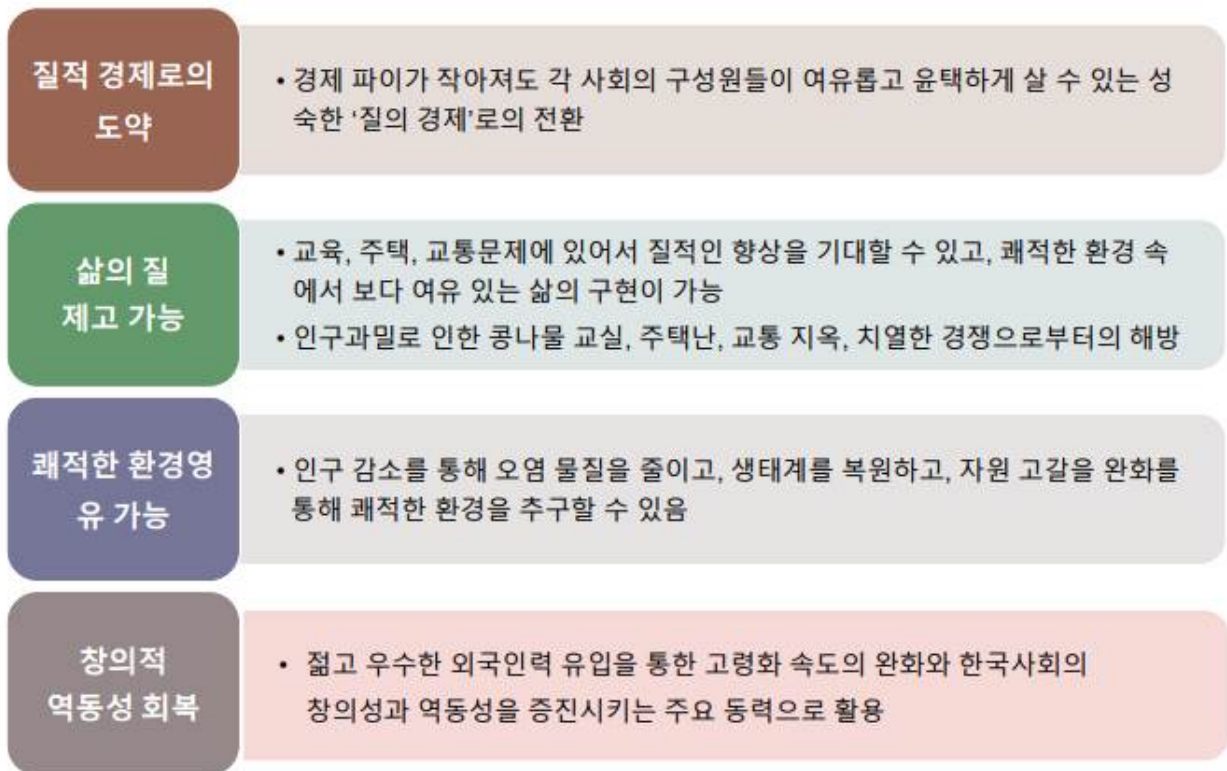 질적 경제로의
도약
• 경제 파이가 작아져도 각 사회의 구성원들이 여유롭고 윤택하게 살 수 있는 성
숙한 ‘질의 경제’로의 전환
삶의 질
제고 가능
• 교육, 주택, 교통문제에 있어서 질적인 향상을 기대할 수 있고, 쾌적한 환경 속
에서 보다 여유 있는 삶의 구현이 가능
• 인구과밀로 인한 콩나물 교실, 주택난, 교통 지옥, 치열한 경쟁으로부터의 해방
쾌적한 환경영
유 가능
• 인구 감소를 통해 오염 물질을 줄이고, 생태계를 복원하고, 자원 고갈을 완화를
통해 쾌적한 환경을 추구할 수 있음
창의적
역동성 회복
• 젊고 우수한 외국인력 유입을 통한 고령화 속도의 완화와 한국사회의
창의성과 역동성을 증진시키는 주요 동력으로 활용